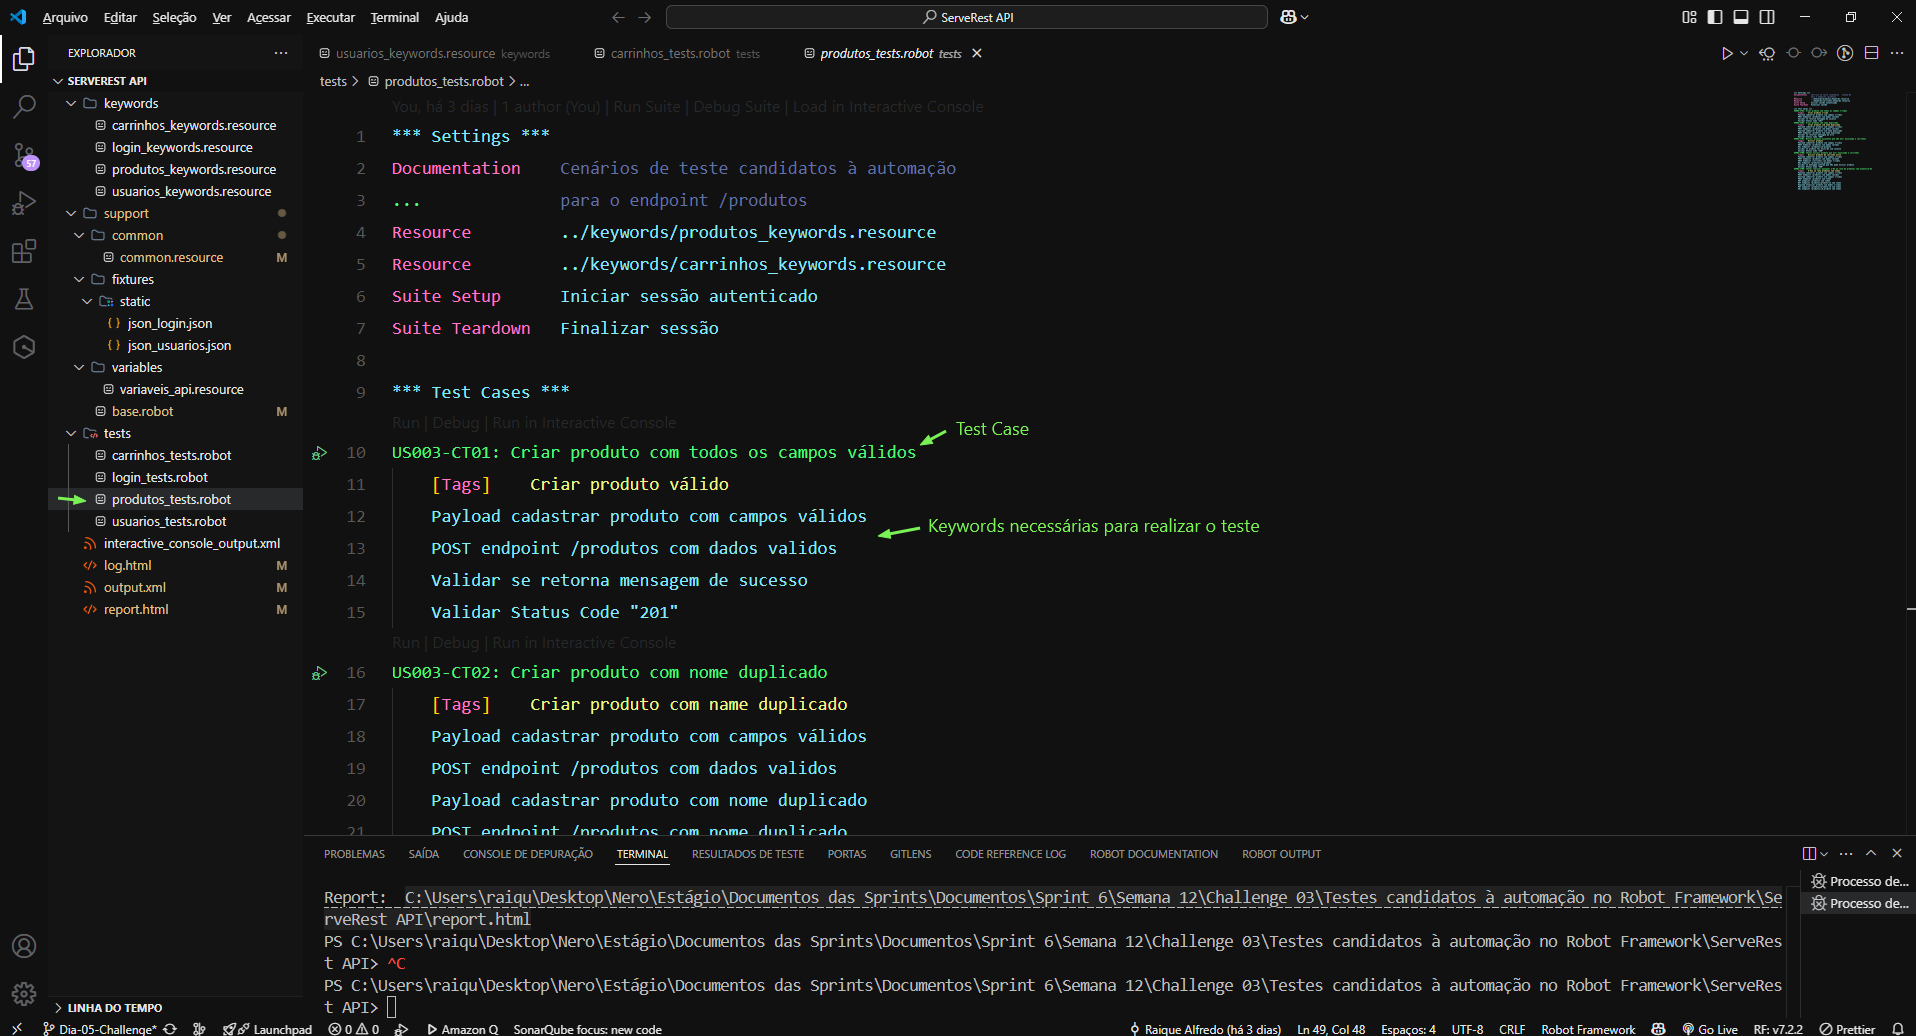 Arquivo Editar Seleção Ver Acessar Executar Terminal Ajuda
ServeRest API
EXPLORADOR
SERVEREST API
keywords
carrinhos_keywords.resource
login_keywords.resource
produtos_keywords.resource
usuarios_keywords.resource
support
common
common.resource M
fixtures
static
json_login.json
json_usuarios.json
variables
variaveis_api.resource
base.robot M
tests
carrinhos_tests.robot
login_tests.robot
produtos_tests.robot
usuarios_tests.robot
interactive_console_output.xml
log.html M
output.xml M
report.html M
LINHA DO TEMPO
57
usuarios_keywords.resource keywords
carrinhos_tests.robot tests
produtos_tests.robot tests
tests > produtos_tests.robot > ...
You, há 3 dias | 1 author (You) | Run Suite | Debug Suite | Load in Interactive Console
1 *** Settings ***
2 Documentation Cenários de teste candidatos à automação
3 ... para o endpoint /produtos
4 Resource ../keywords/produtos_keywords.resource
5 Resource ../keywords/carrinhos_keywords.resource
6 Suite Setup Iniciar sessão autenticado
7 Suite Teardown Finalizar sessão
8
9 *** Test Cases ***
Run | Debug | Run in Interactive Console
Test Case
10 US003-CT01: Criar produto com todos os campos válidos
11 [Tags] Criar produto válido
12 Payload cadastrar produto com campos válidos
Keywords necessárias para realizar o teste
13 POST endpoint /produtos com dados validos
14 Validar se retorna mensagem de sucesso
15 Validar Status Code "201"
Run | Debug | Run in Interactive Console
16 US003-CT02: Criar produto com nome duplicado
17 [Tags] Criar produto com name duplicado
18 Payload cadastrar produto com campos válidos
19 POST endpoint /produtos com dados validos
20 Payload cadastrar produto com nome duplicado
21 POST endpoint /produtos com nome duplicado
PROBLEMAS SAÍDA CONSOLE DE DEPURAÇÃO TERMINAL RESULTADOS DE TESTE PORTAS GITLENS CODE REFERENCE LOG ROBOT DOCUMENTATION ROBOT OUTPUT
Report: C:\Users\raiqu\Desktop\Nero\Estágio\Documentos das Sprints\Documentos\Sprint 6\Semana 12\Challenge 03\Testes candidatos à automação no Robot Framework\Se
rveRest API\report.html
PS C:\Users\raiqu\Desktop\Nero\Estágio\Documentos das Sprints\Documentos\Sprint 6\Semana 12\Challenge 03\Testes candidatos à automação no Robot Framework\ServeRes
t API> ^C
PS C:\Users\raiqu\Desktop\Nero\Estágio\Documentos das Sprints\Documentos\Sprint 6\Semana 12\Challenge 03\Testes candidatos à automação no Robot Framework\ServeRes
t API>
Processo de...
Processo de...
Dia-05-Challenge* Launchpad 0 0 Amazon Q SonarQube focus: new code Raique Alfredo (há 3 dias) Ln 49, Col 48 Espaços: 4 UTF-8 CRLF Robot Framework Go Live RF: v7.2.2 Prettier